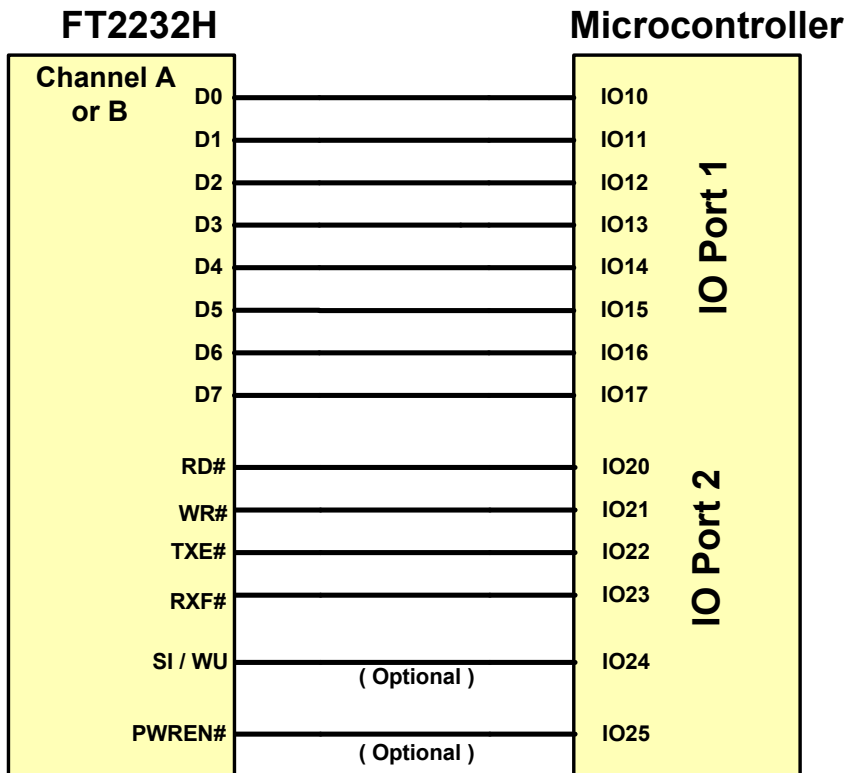 FT2232H
Microcontroller
Channel A
or B
D0
IO10
D1
IO11
D2
IO12
D3
IO13
D4
IO14
D5
IO15
D6
IO16
D7
IO17
IO Port 1
RD#
IO20
WR#
IO21
TXE#
IO22
RXF#
IO23
IO Port 2
SI / WU
( Optional )
IO24
PWREN#
( Optional )
IO25